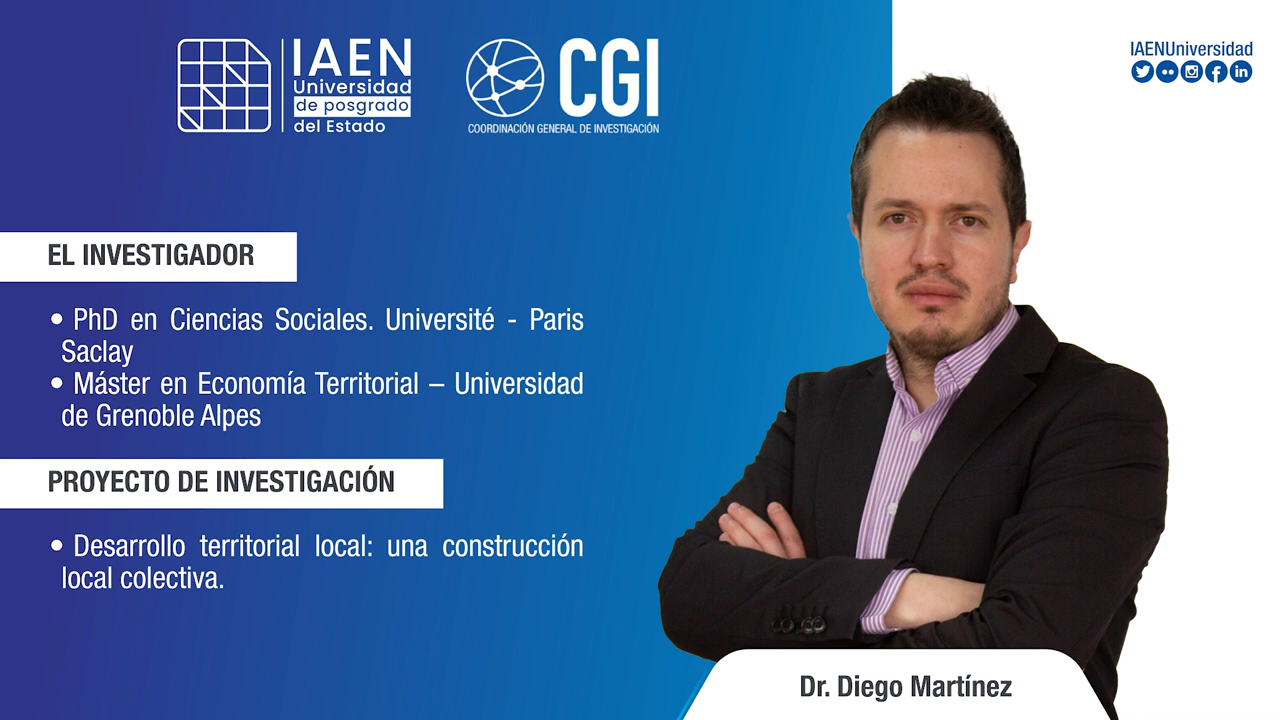 IAEN
Universidad
de posgrado
del Estado
CGI
COORDINACIÓN GENERAL DE INVESTIGACIÓN
IAENUniversidad
EL INVESTIGADOR
• PhD en Ciencias Sociales. Université - Paris
Saclay
• Máster en Economía Territorial – Universidad
de Grenoble Alpes
PROYECTO DE INVESTIGACIÓN
• Desarrollo territorial local: una construcción
local colectiva.
Dr. Diego Martínez